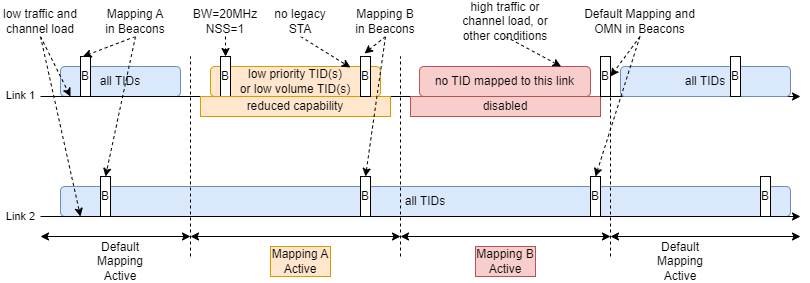 low traffic and
channel load
Mapping A
in Beacons
BW=20MHz
NSS=1
no legacy
STA
Mapping B
in Beacons
high traffic or
channel load, or
other conditions
Default Mapping and
OMN in Beacons
Link 1
B
all TIDs
B
low priority TID(s)
or low volume TID(s)
B
reduced capability
no TID mapped to this link
disabled
B
all TIDs
B
Link 2
B
B
all TIDs
B
B
Default
Mapping
Active
Mapping A
Active
Mapping B
Active
Default
Mapping
Active